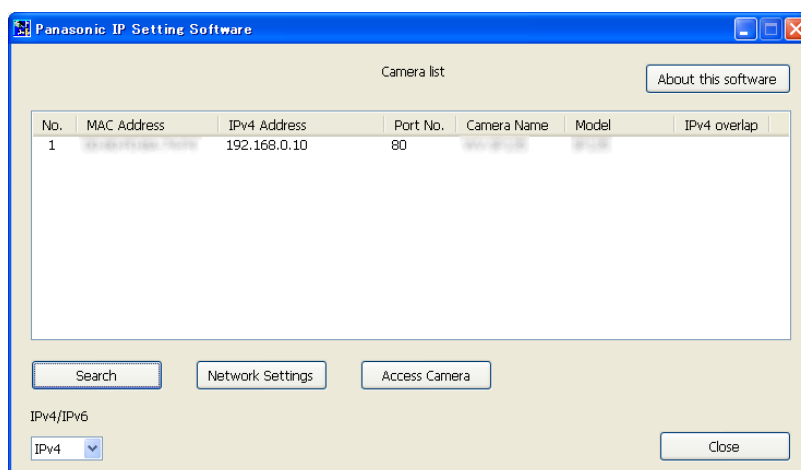 Panasonic IP Setting Software
Camera list
About this software
No. MAC Address IPv4 Address Port No. Camera Name Model IPv4 overlap
1 192.168.0.10 80
Search Network Settings Access Camera
IPv4/IPv6
IPv4
Close